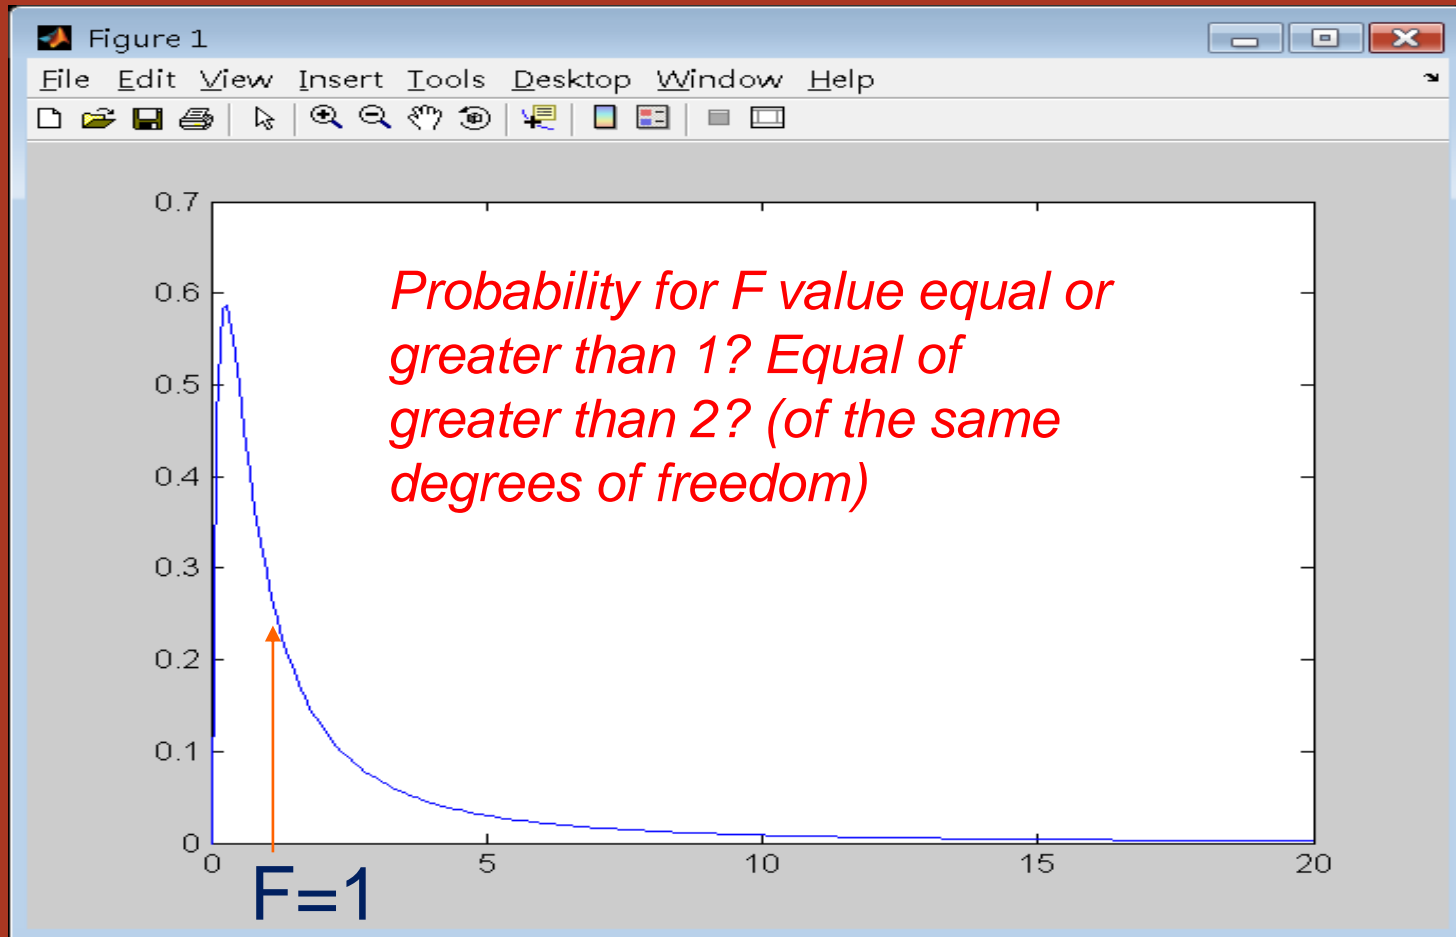 Figure 1
File Edit View Insert Tools Desktop Window Help
0.7
0.6
0.5
0.4
0.3
0.2
0.1
0
Probability for F value equal or
greater than 1? Equal of
greater than 2? (of the same
degrees of freedom)
0 5 10 15 20
F=1